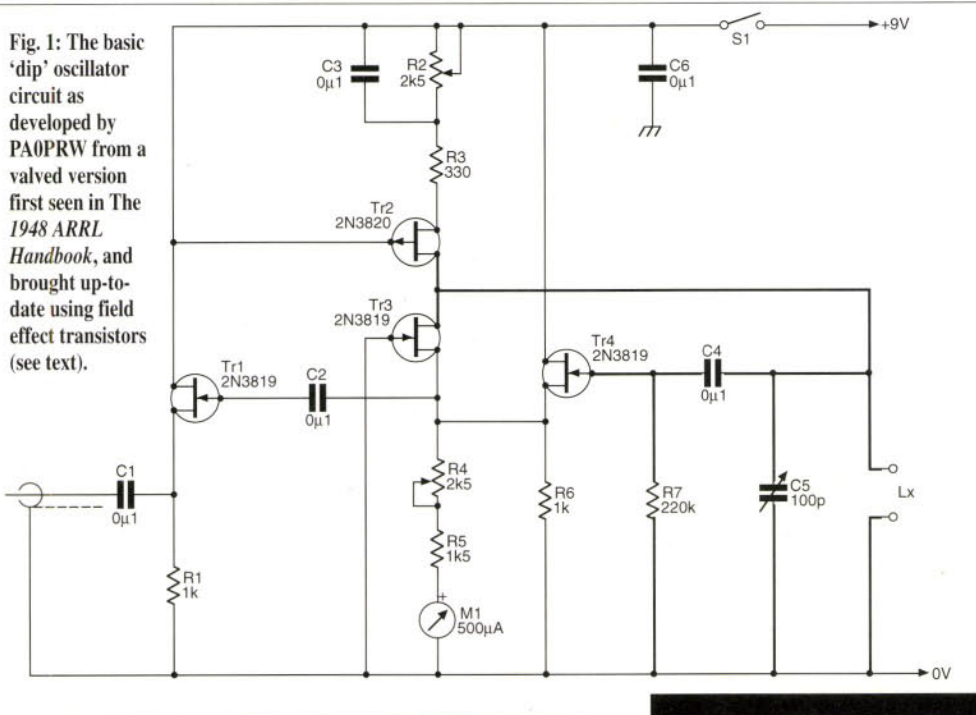 Fig. 1: The basic
‘dip’ oscillator
circuit as
developed by
PA0PRW from a
valved version
first seen in The
1948 ARRL
Handbook, and
brought up-to-
date using field
effect transistors
(see text).
C3
0µ1
R2
2k5
C6
0µ1
S1
+9V
R3
330
Tr2
2N3820
Tr3
2N3819
Tr4
2N3819
C4
0µ1
Tr1
2N3819
C2
0µ1
C1
0µ1
R4
2k5
R6
1k
R7
220k
C5
100p
Lx
R5
1k5
R1
1k
+
M1
500µA
0V